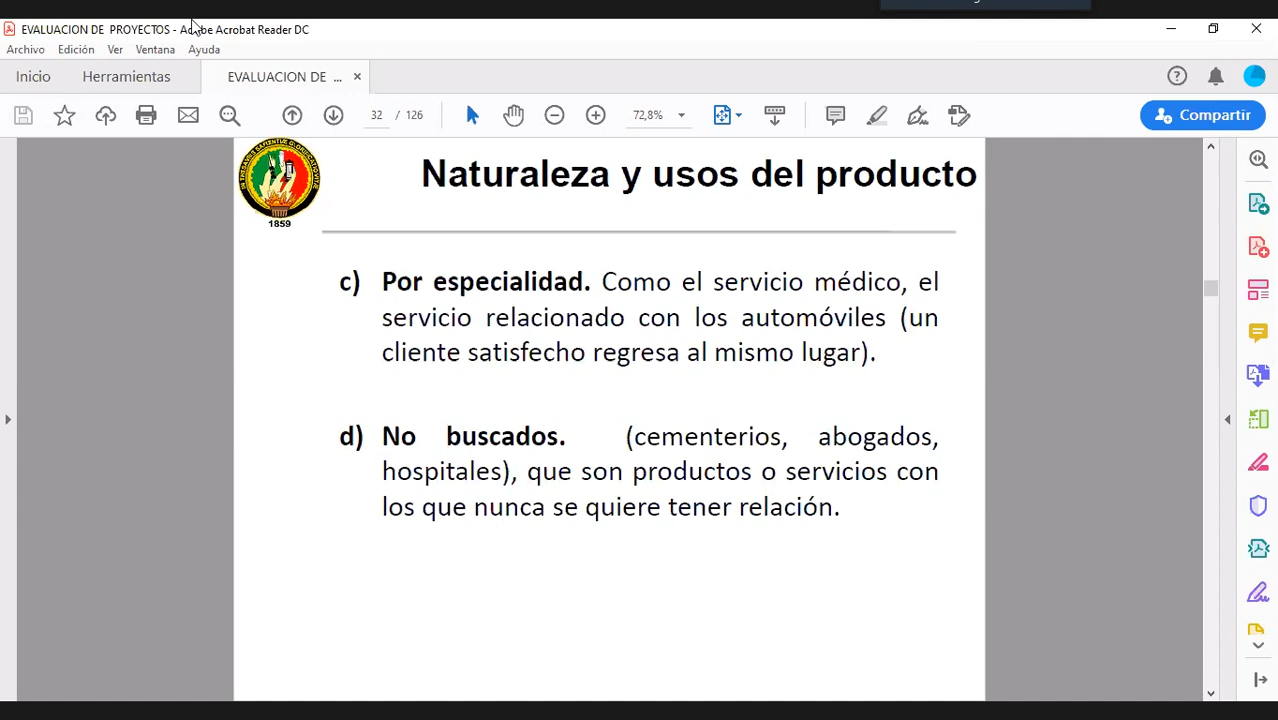 EVALUACION DE PROYECTOS - Adobe Acrobat Reader DC
Archivo Edición Ver Ventana Ayuda
Inicio Herramientas EVALUACION DE ... ×
32 / 126 72,8% Compartir
Naturaleza y usos del producto
1859
c) Por especialidad. Como el servicio médico, el
servicio relacionado con los automóviles (un
cliente satisfecho regresa al mismo lugar).
d) No buscados. (cementerios, abogados,
hospitales), que son productos o servicios con
los que nunca se quiere tener relación.